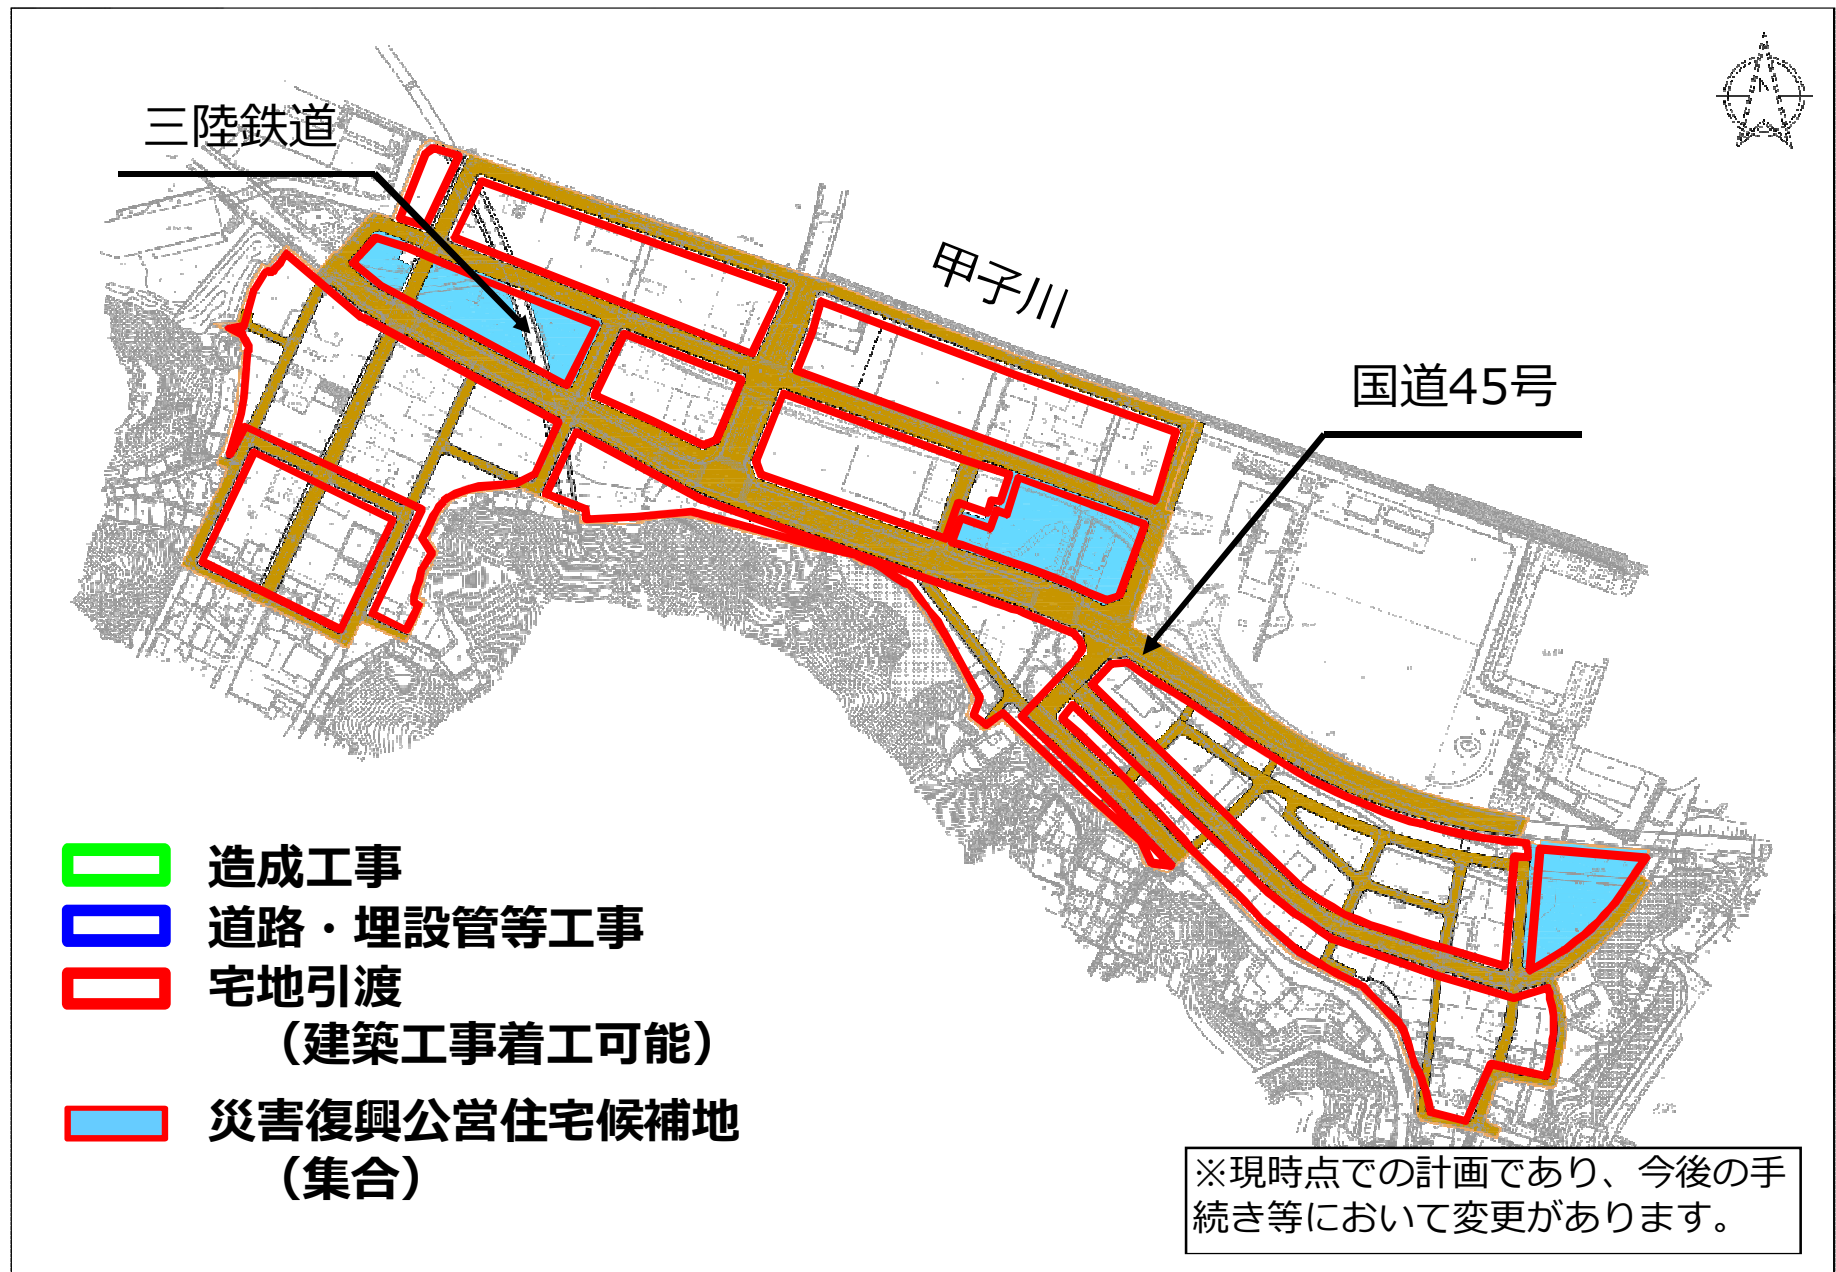 三陸鉄道
N
甲子川
国道45号
造成工事
道路・埋設管等工事
宅地引渡
（建築工事着工可能）
災害復興公営住宅候補地
（集合）
※現時点での計画であり、今後の手
続き等において変更があります。